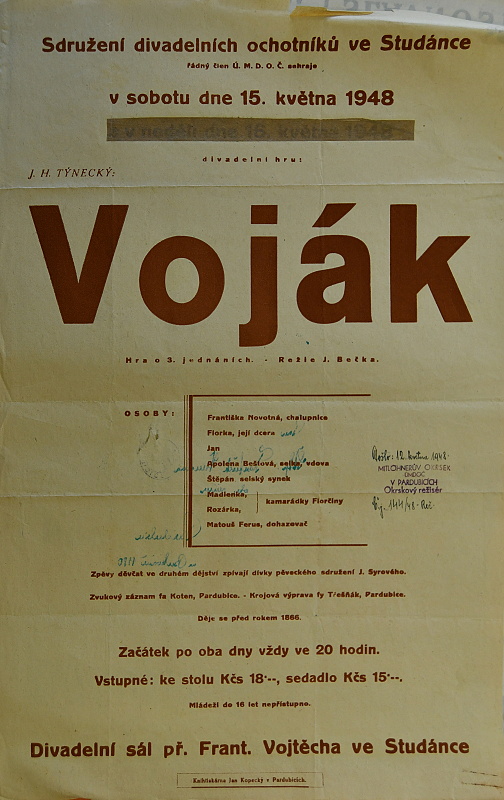 Sdružení divadelních ochotníků ve Studánce
řádný člen Ú. M. D. O. Č. sehraje
v sobotu dne 15. května 1948
a v neděli dne 16. května 1948
divadelní hru:
J. H. TÝNECKÝ:
Voják
Hra o 3. jednáních. - Režie J. Bečka.
OSOBY:
Františka Novotná, chalupnice
Florka, její dcera
Jan
Apolena Beštová, selka, vdova
Štěpán selský synek
Madlenka,
Rozárka,
kamarádky Florčiny
Matouš Ferus, dohazovač
Došlo: 12. května 1948
MITLOHNERŮV OKRSEK
ÚMDOČ
V PARDUBICÍCH
Okrskový režisér
Zpěvy děvčat ve druhém dějství zpívají dívky pěveckého sdružení J. Syrového.
Zvukový záznam fa Koten, Pardubice. - Krojová výprava fy Třešňák, Pardubice.
Děje se před rokem 1866.
Začátek po oba dny vždy ve 20 hodin.
Vstupné: ke stolu Kčs 18·--, sedadlo Kčs 15·--.
Mládeži do 16 let nepřístupno.
Divadelní sál př. Frant. Vojtěcha ve Studánce
Knihtiskárna Jan Kopecký v Pardubicích.